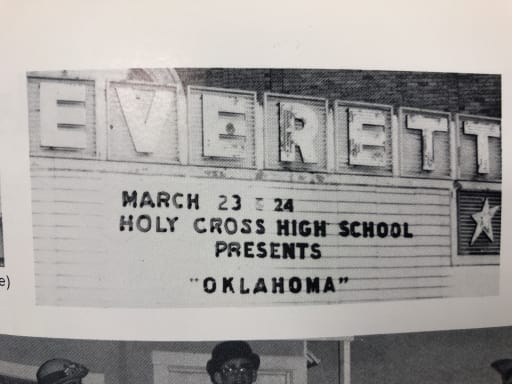 EVERETT
MARCH 23 & 24
HOLY CROSS HIGH SCHOOL
PRESENTS
"OKLAHOMA"
e)